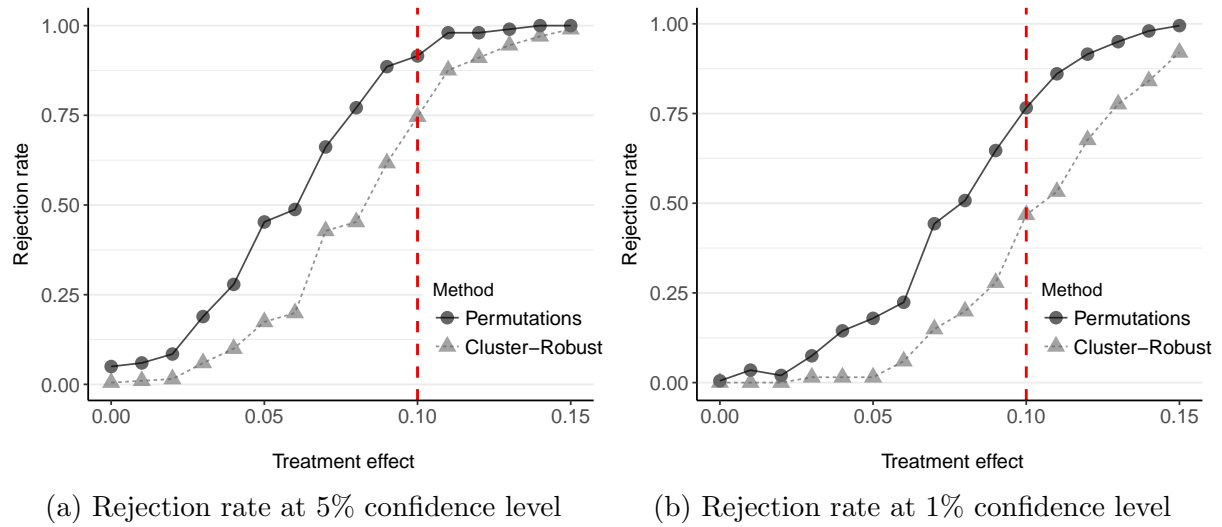 1.00
0.75
0.50
0.25
0.00
Rejection rate
0.00
0.05
0.10
0.15
Treatment effect
Method
Permutations
Cluster−Robust
(a) Rejection rate at 5% confidence level
1.00
0.75
0.50
0.25
0.00
Rejection rate
0.00
0.05
0.10
0.15
Treatment effect
Method
Permutations
Cluster−Robust
(b) Rejection rate at 1% confidence level